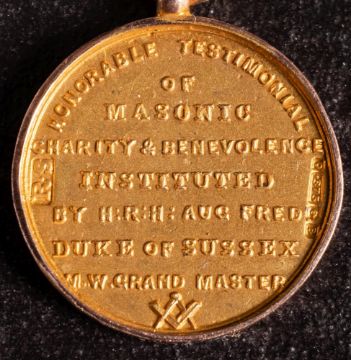 HONORABLE TESTIMONIAL
OF
MASONIC
CHARITY & BENEVOLENCE
INSTITUTED
BY H:R:H: AUG FRED
DUKE OF SUSSEX
M.W.GRAND MASTER